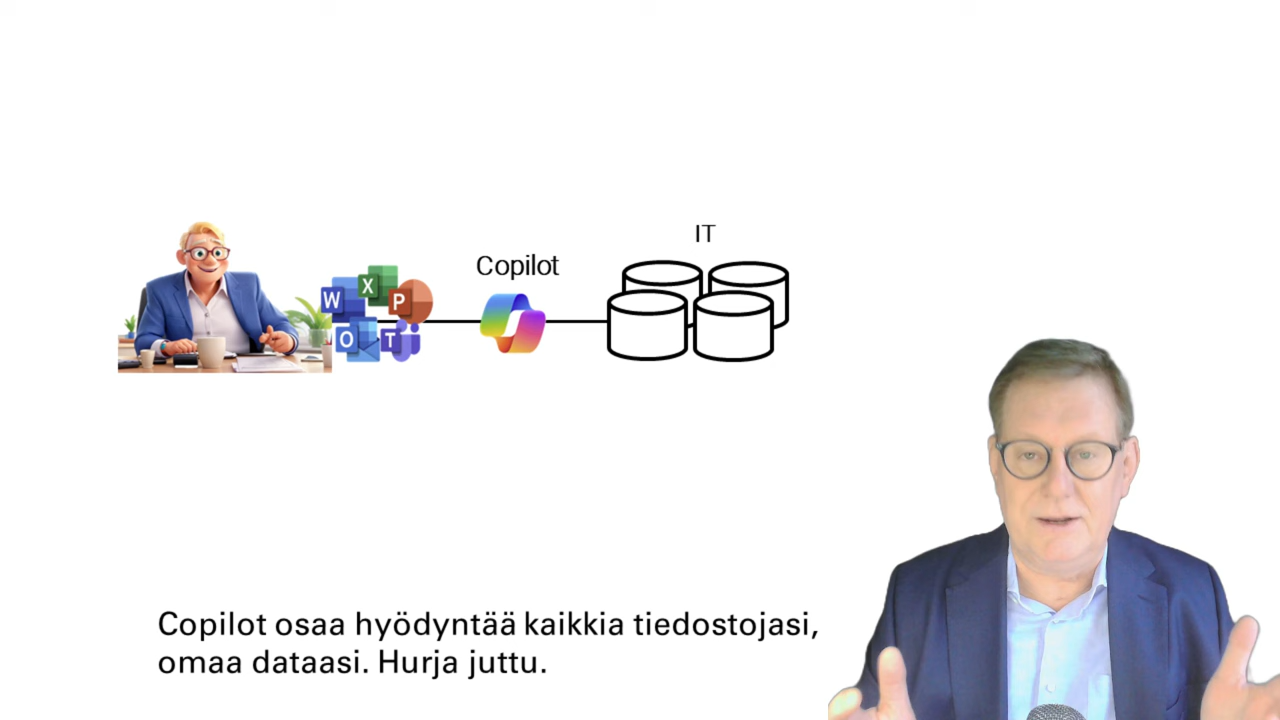 IT
Copilot
W
X
P
O
T
Copilot osaa hyödyntää kaikkia tiedostojasi,
omaa dataasi. Hurja juttu.